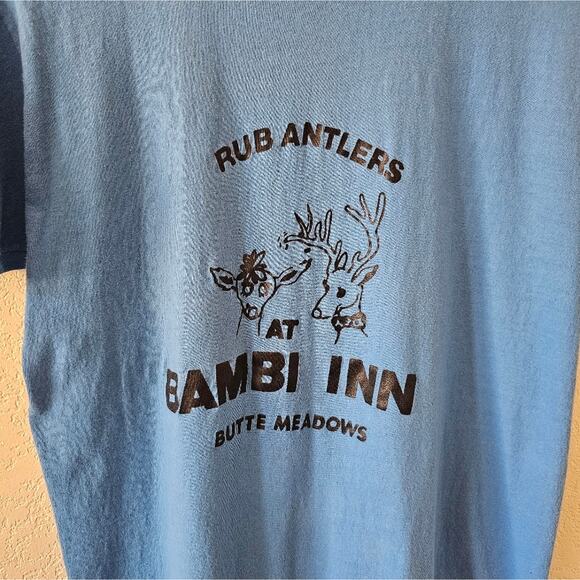 RUB ANTLERS
AT
BAMBI INN
BUTTE MEADOWS